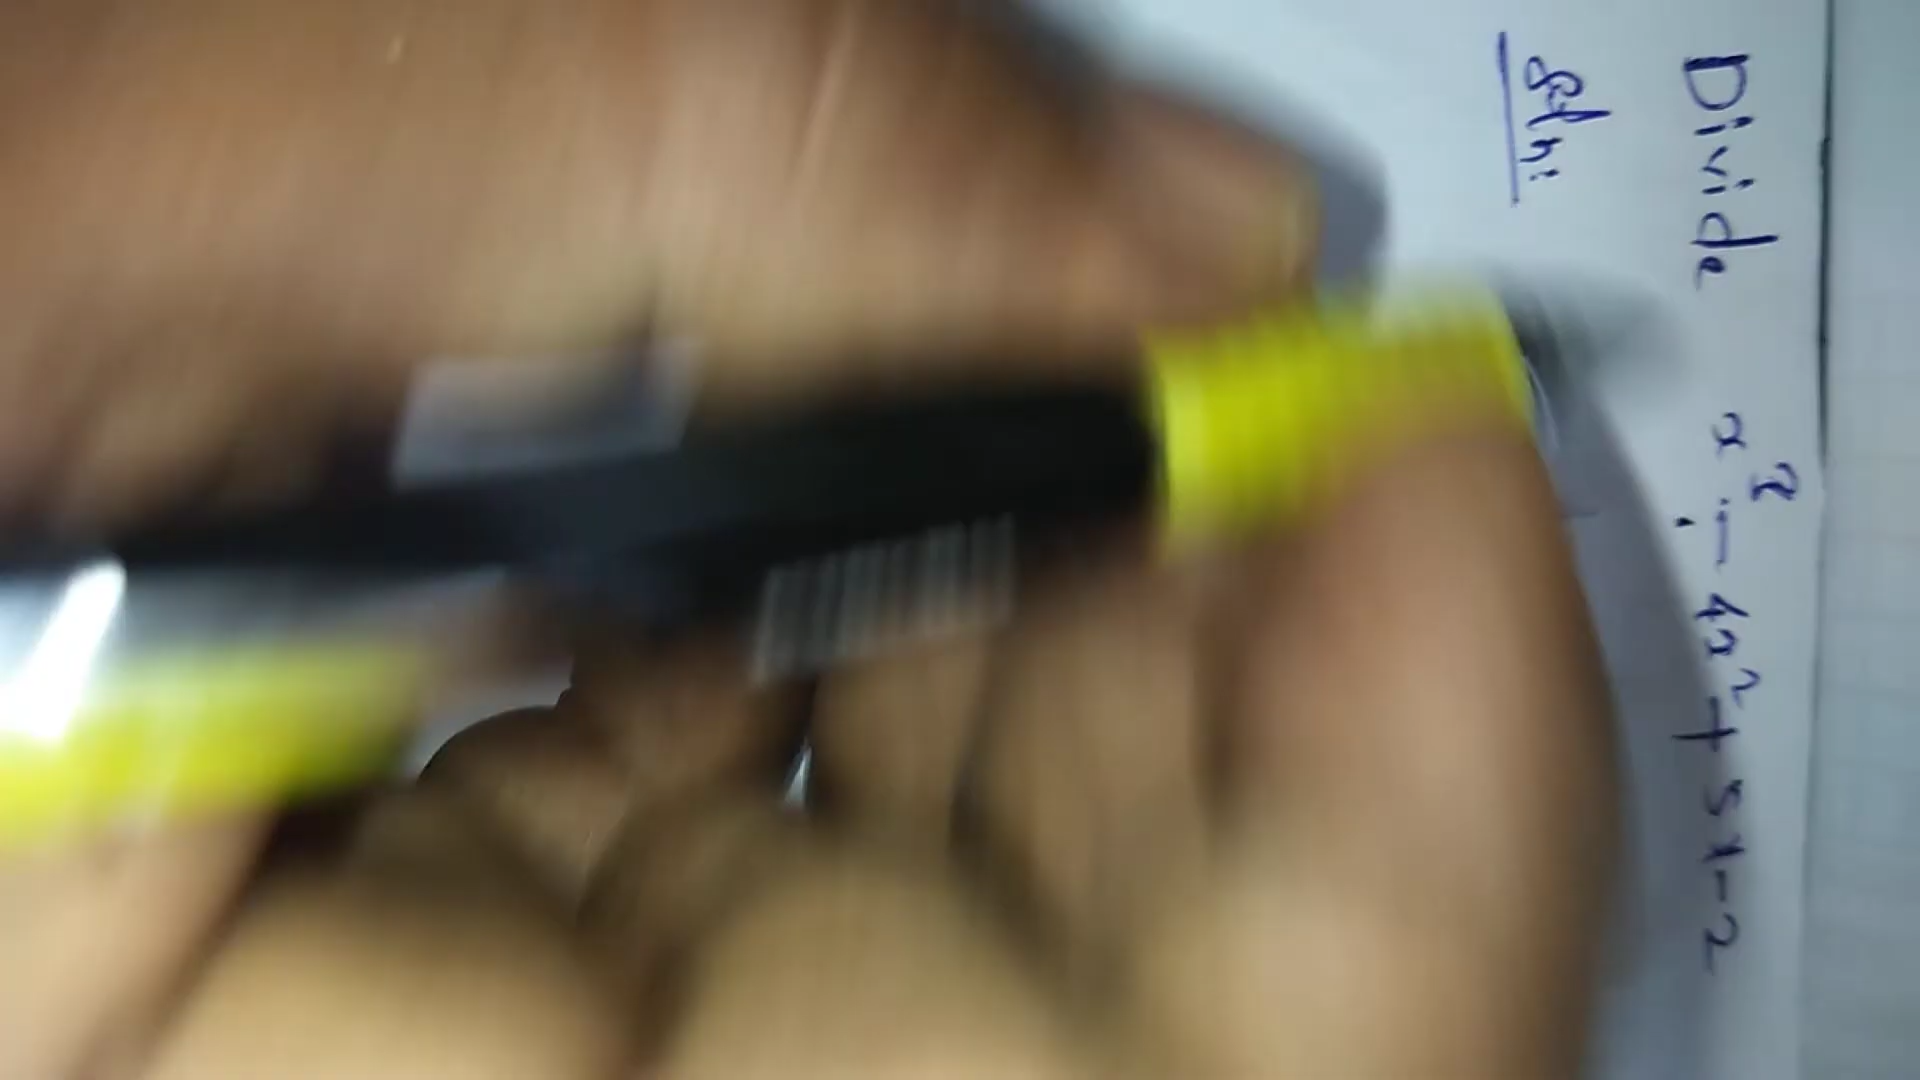 Divide x³ - 4x² + 5x - 2
Soln: